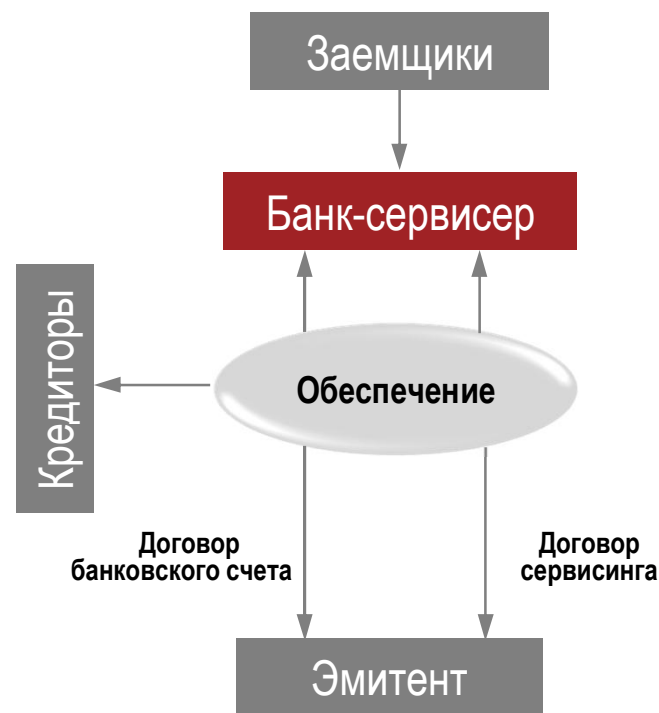 Заемщики
Банк-сервисер
Кредиторы
Обеспечение
Договор
банковского счета
Договор
сервисинга
Эмитент